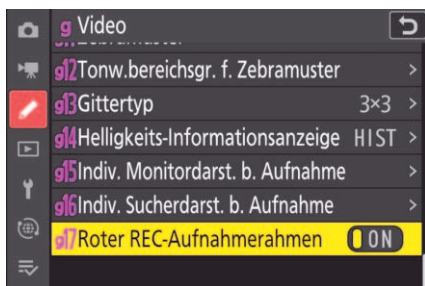 g Video
g12 Tonw.bereichsgr. f. Zebramuster >
g13 Gittertyp 3×3 >
g14 Helligkeits-Informationsanzeige HIST >
g15 Indiv. Monitordarst. b. Aufnahme >
g16 Indiv. Sucherdarst. b. Aufnahme >
g17 Roter REC-Aufnahmerahmen ON